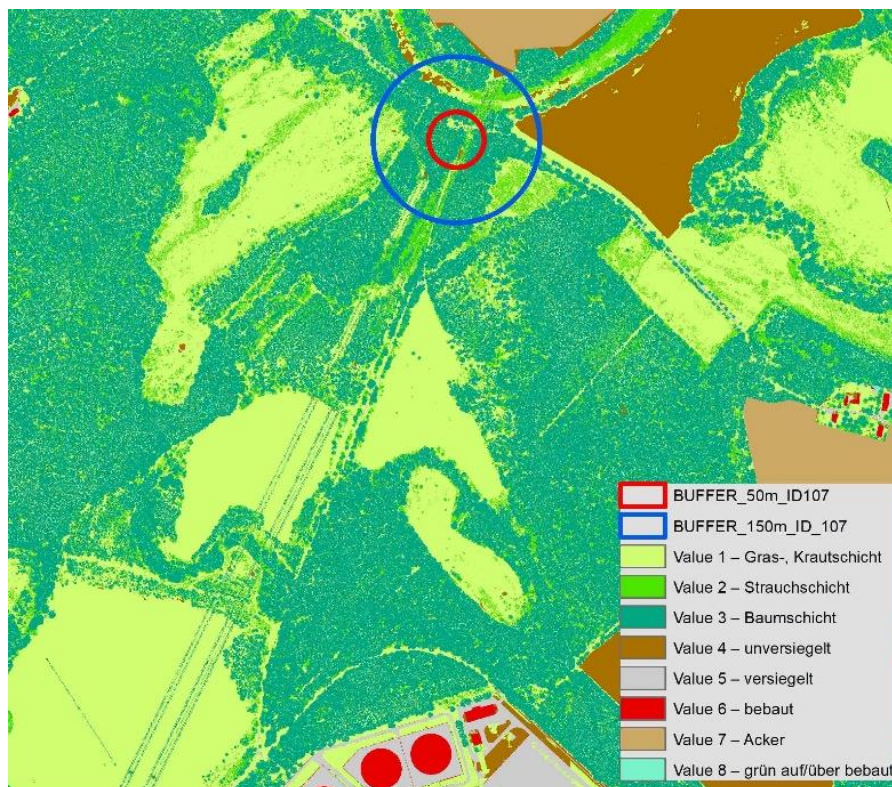 BUFFER_50m_ID107
BUFFER_150m_ID_107
Value 1 – Gras-, Krautschicht
Value 2 – Strauchschicht
Value 3 – Baumschicht
Value 4 – unversiegelt
Value 5 – versiegelt
Value 6 – bebaut
Value 7 – Acker
Value 8 – grün auf/über bebaut